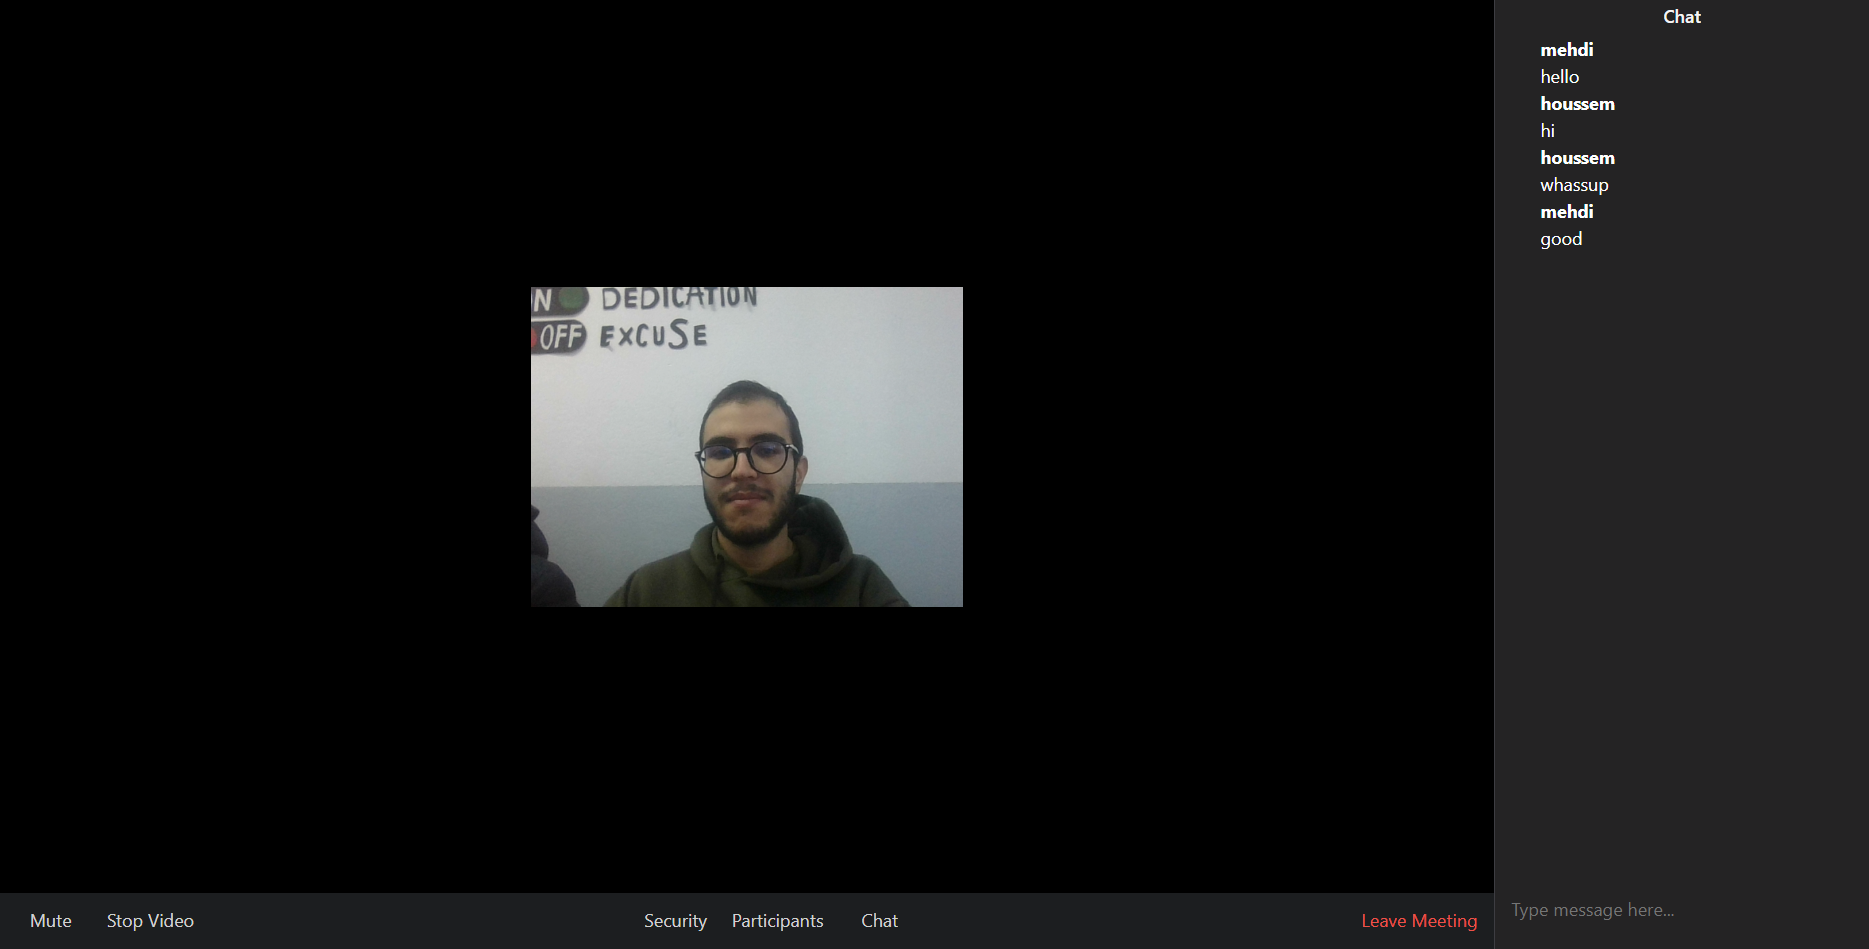 N DEDICATION
OFF EXCUSE
Mute Stop Video Security Participants Chat Leave Meeting
Chat
mehdi
hello
houssem
hi
houssem
whassup
mehdi
good
Type message here...